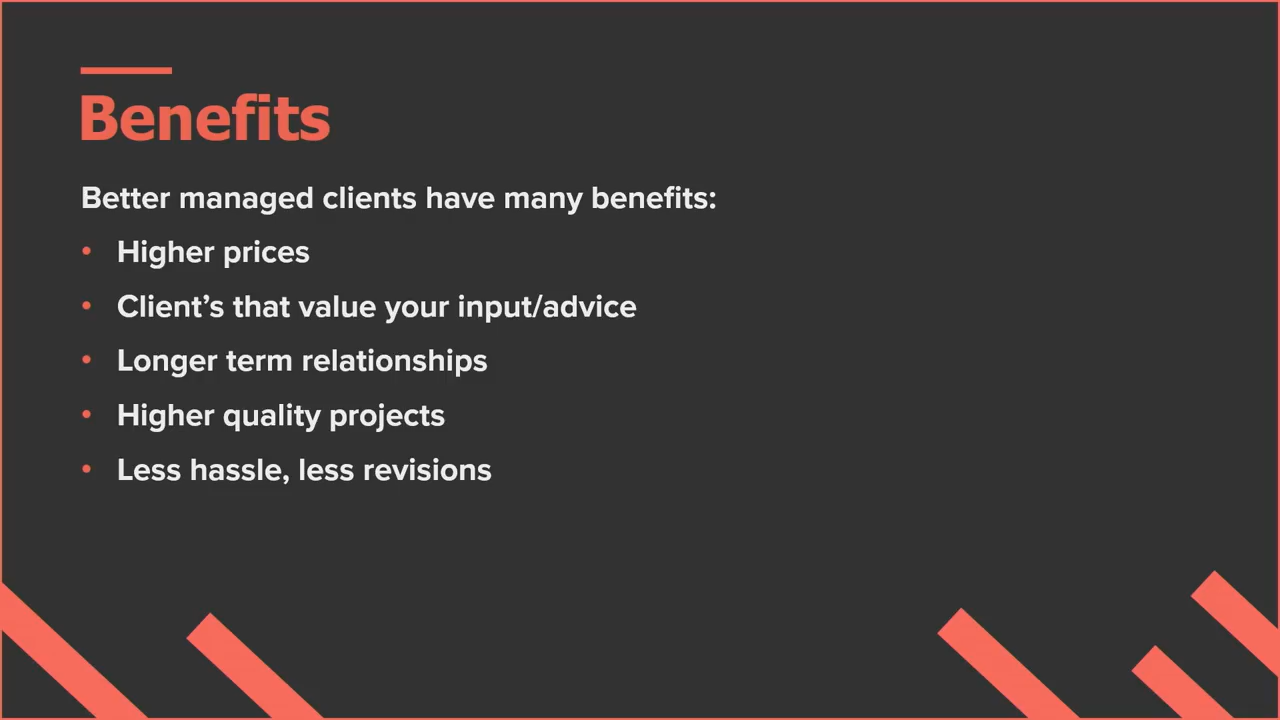 Benefits
Better managed clients have many benefits:
• Higher prices
• Client’s that value your input/advice
• Longer term relationships
• Higher quality projects
• Less hassle, less revisions